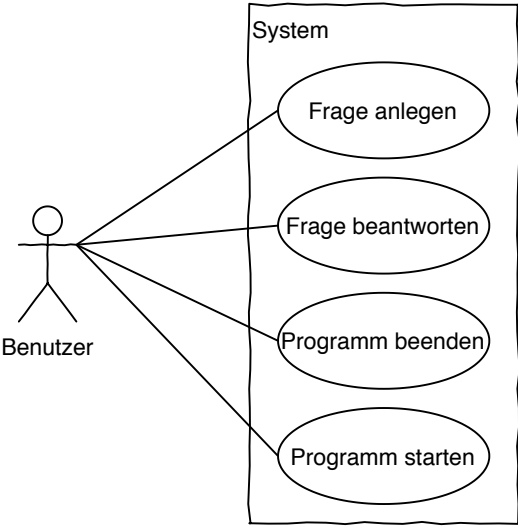 System
Frage anlegen
Frage beantworten
Benutzer
Programm beenden
Programm starten